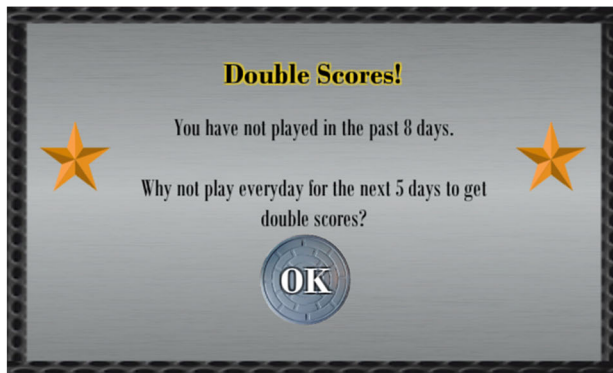 Double Scores!
You have not played in the past 8 days.
Why not play everyday for the next 5 days to get
double scores?
OK